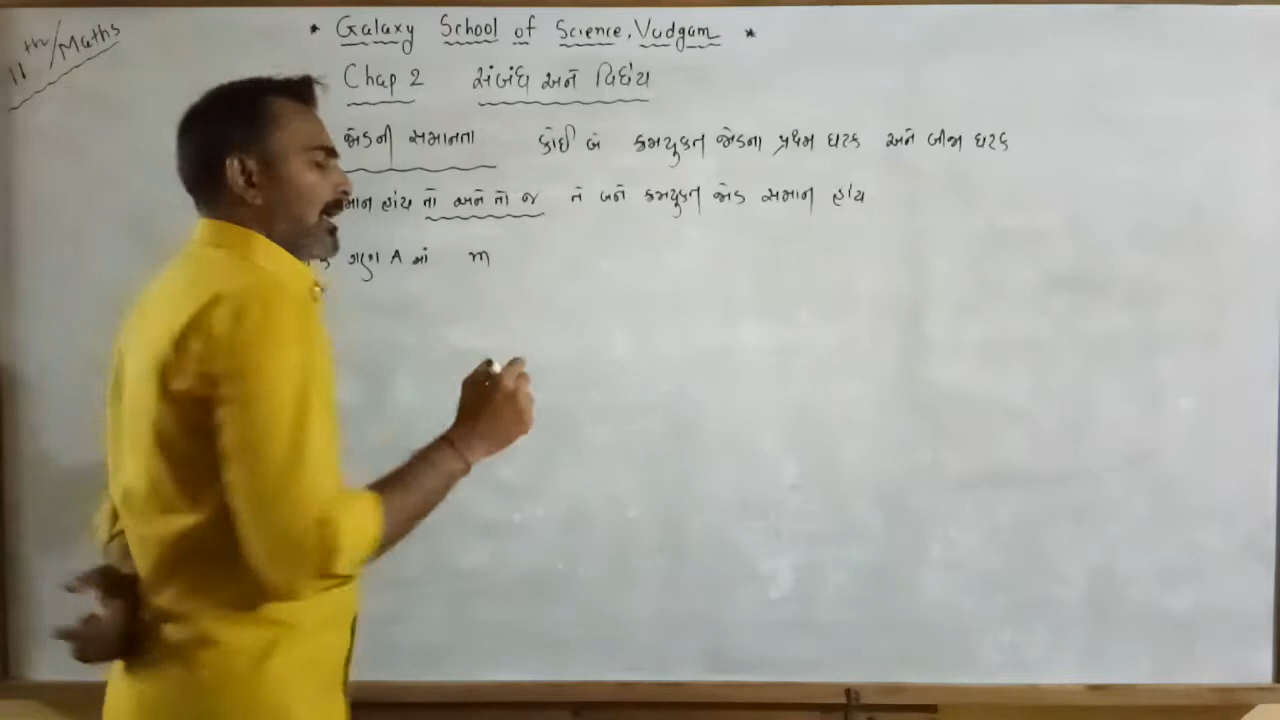 11th/Maths
* Galaxy School of Science, Vadgam *
Chap 2 સંબંધ અને વિધેય
જોડની સમાનતા કોઈ બે ક્રમયુક્ત જોડના પ્રથમ ઘટક અને બીજા ઘટક
માન હોય તો અને તો જ તે બંને ક્રમયુક્ત જોડ સમાન હોય
ગણ A માં m